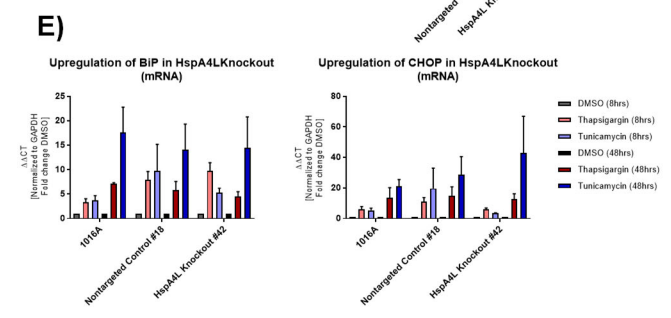 Nontargeted
HspA4L Kno
E)
Upregulation of BiP in HspA4LKnockout
(mRNA)
ΔΔCT
[Normalized to GAPDH
Fold change DMSO]
25
20
15
10
5
0
1016A
Nontargeted Control #18
HspA4L Knockout #42
Upregulation of CHOP in HspA4LKnockout
(mRNA)
ΔΔCT
[Normalized to GAPDH
Fold change DMSO]
80
60
40
20
0
1016A
Nontargeted Control #18
HspA4L Knockout #42
DMSO (8hrs)
Thapsigargin (8hrs)
Tunicamycin (8hrs)
DMSO (48hrs)
Thapsigargin (48hrs)
Tunicamycin (48hrs)